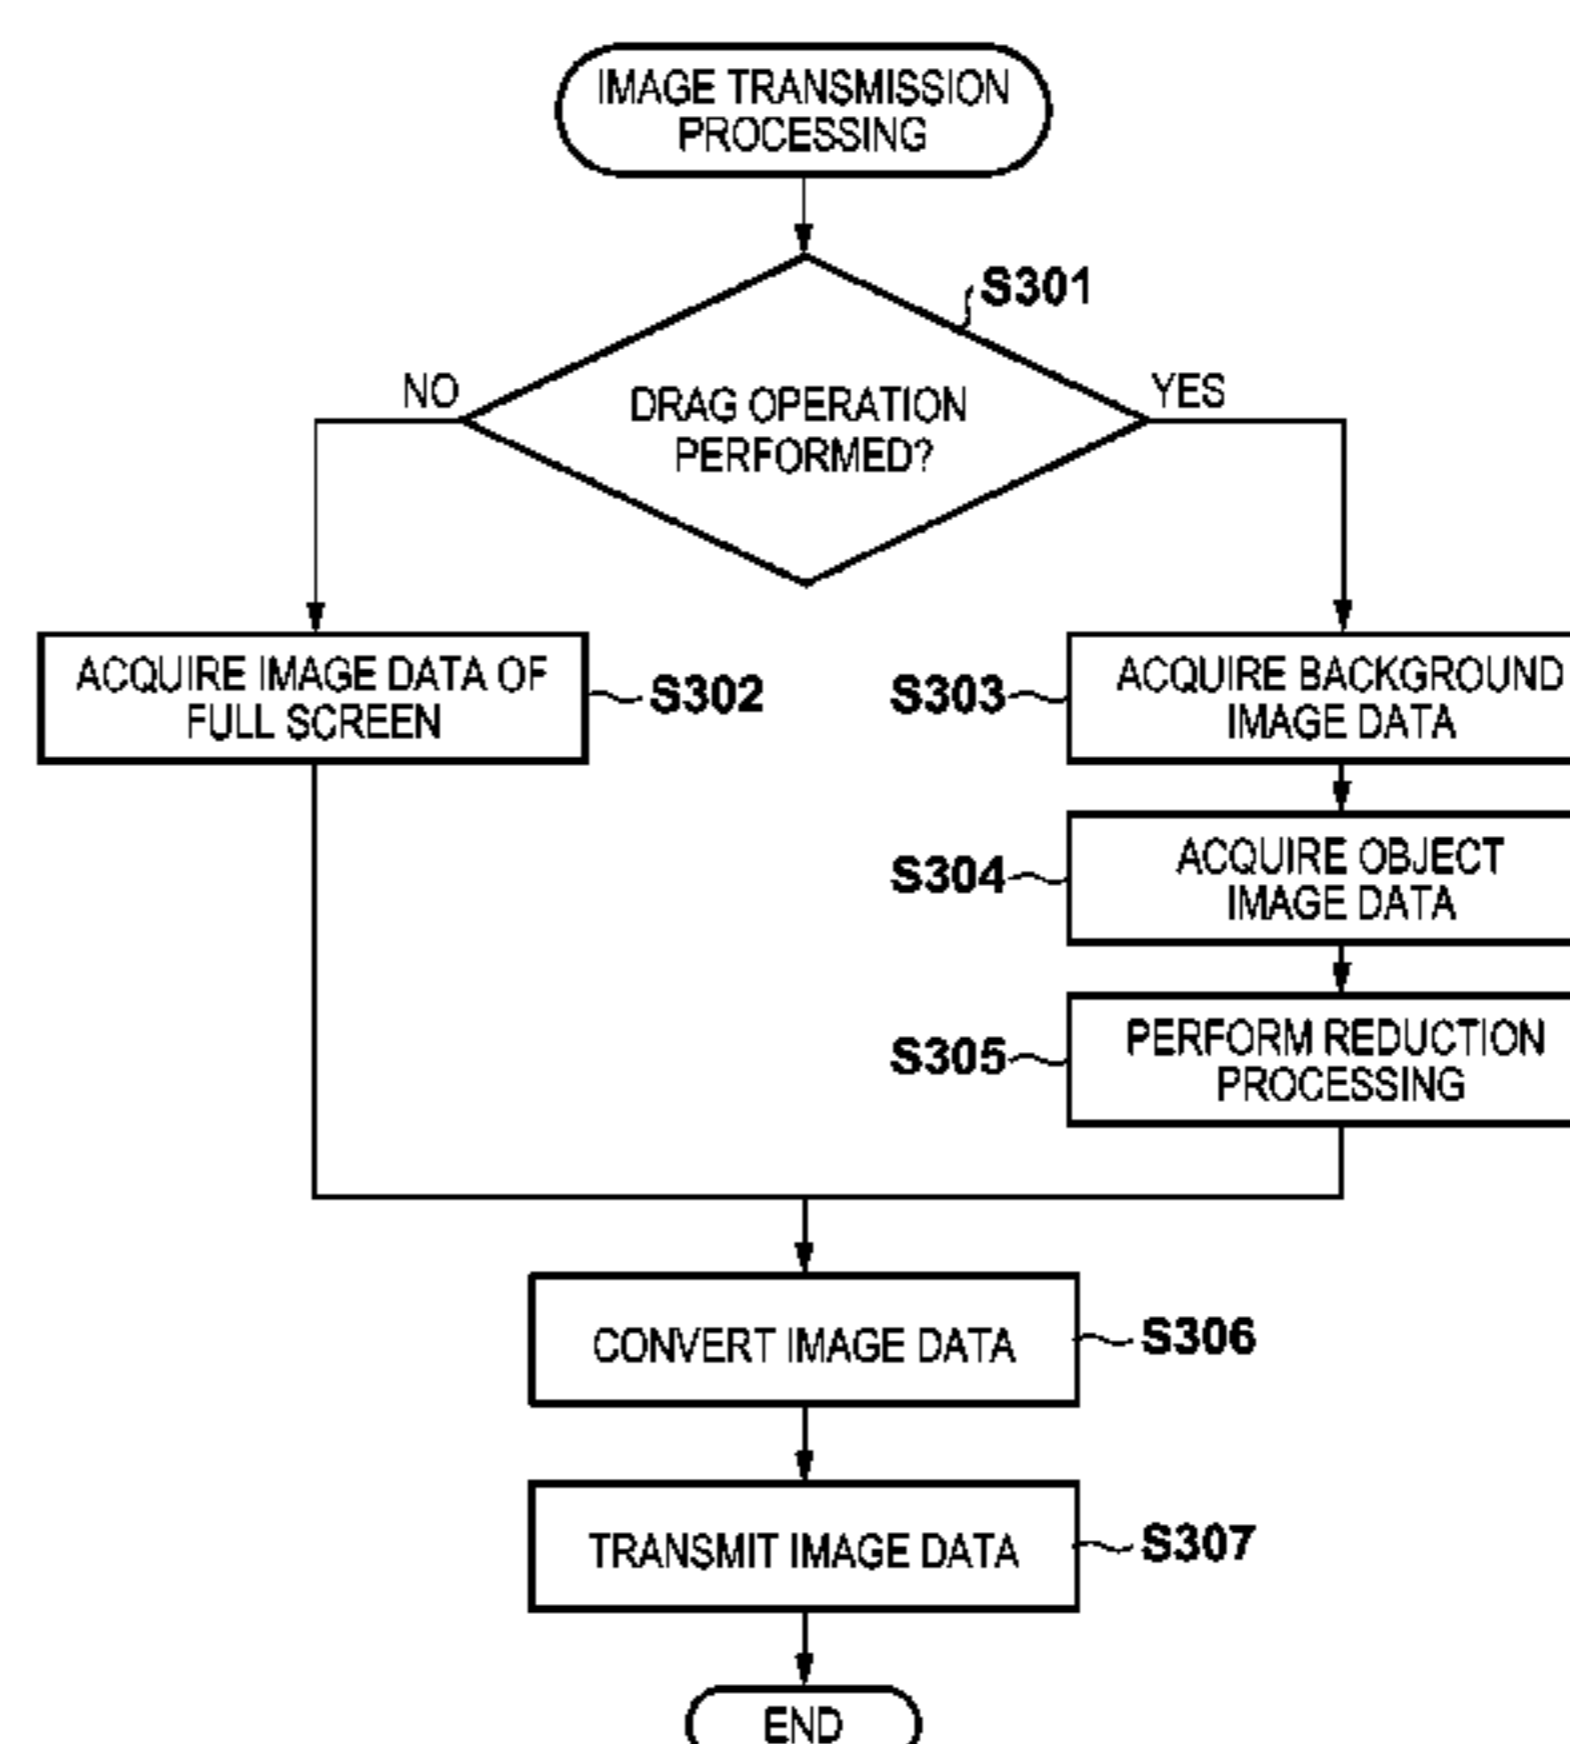 IMAGE TRANSMISSION
PROCESSING
S301
NO
YES
DRAG OPERATION
PERFORMED?
ACQUIRE IMAGE DATA OF
FULL SCREEN
S302
S303
ACQUIRE BACKGROUND
IMAGE DATA
S304
ACQUIRE OBJECT
IMAGE DATA
S305
PERFORM REDUCTION
PROCESSING
CONVERT IMAGE DATA
S306
TRANSMIT IMAGE DATA
S307
END